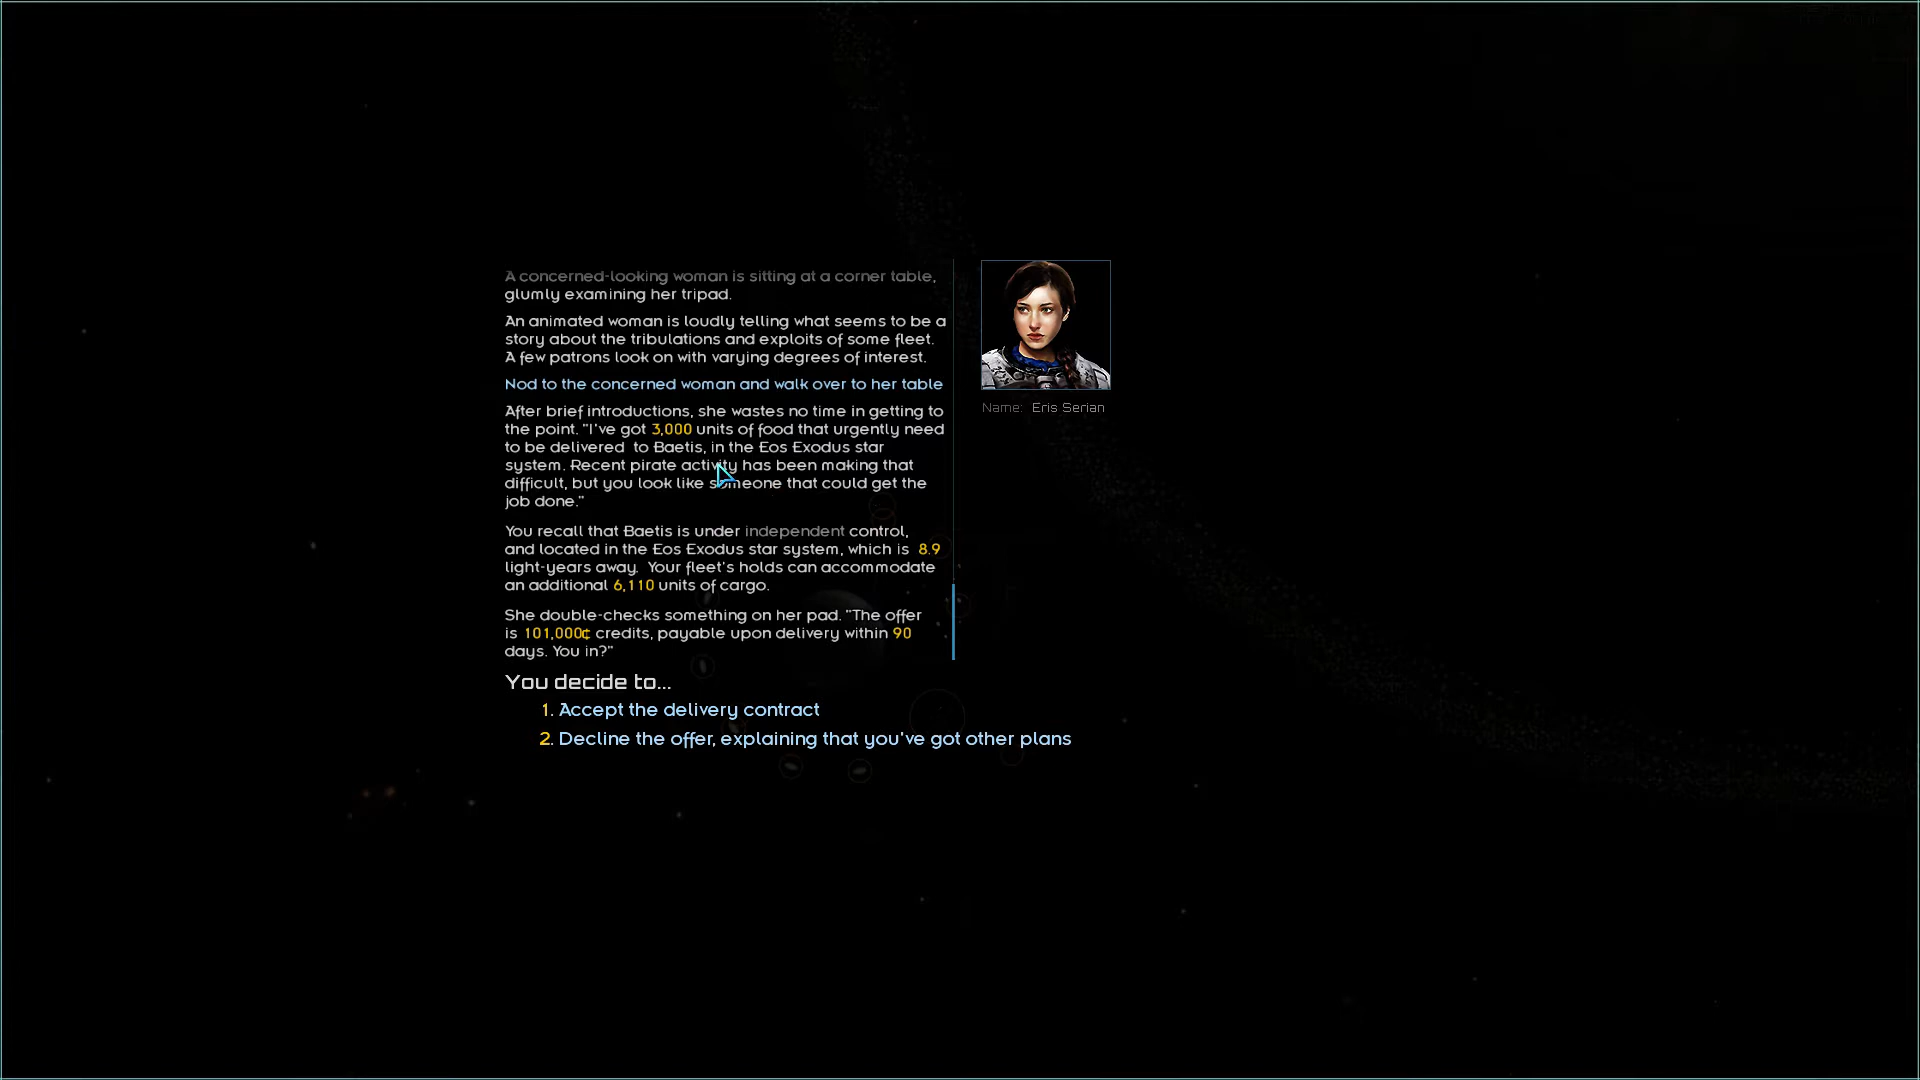 A concerned-looking woman is sitting at a corner table,
glumly examining her tripad.
An animated woman is loudly telling what seems to be a
story about the tribulations and exploits of some fleet.
A few patrons look on with varying degrees of interest.
Nod to the concerned woman and walk over to her table
After brief introductions, she wastes no time in getting to
the point. "I've got 3,000 units of food that urgently need
to be delivered  to Baetis, in the Eos Exodus star
system. Recent pirate activity has been making that
difficult, but you look like someone that could get the
job done."
You recall that Baetis is under independent control,
and located in the Eos Exodus star system, which is  8.9
light-years away.  Your fleet's holds can accommodate
an additional 6,110 units of cargo.
She double-checks something on her pad. "The offer
is 101,000¢ credits, payable upon delivery within 90
days. You in?"
Name: Eris Serian
You decide to...
1. Accept the delivery contract
2. Decline the offer, explaining that you've got other plans